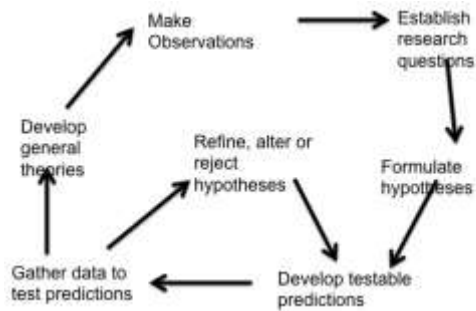 Make
Observations
Establish
research
questions
Develop
general
theories
Refine, alter or
reject
hypotheses
Formulate
hypotheses
Gather data to
test predictions
Develop testable
predictions